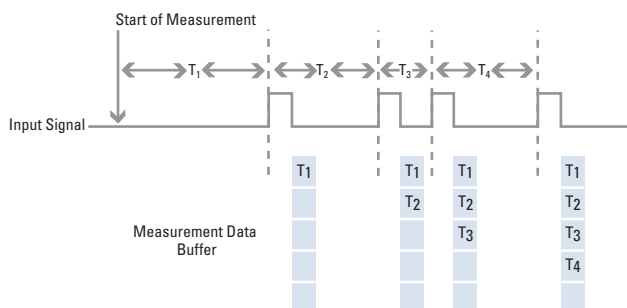 Start of Measurement
T1 T2 T3 T4
Input Signal
T1 T1 T1 T1
T2 T2 T2
T3 T3
T4
Measurement Data
Buffer